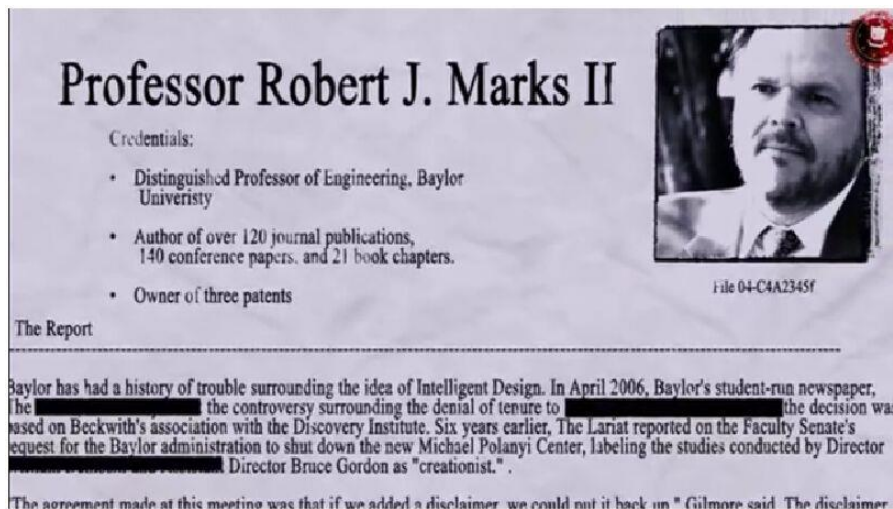 Professor Robert J. Marks II
Credentials:
• Distinguished Professor of Engineering, Baylor
Univeristy
• Author of over 120 journal publications,
140 conference papers, and 21 book chapters.
• Owner of three patents
File 04-C4A2345f
The Report
Baylor has had a history of trouble surrounding the idea of Intelligent Design. In April 2006, Baylor's student-run newspaper,
The the controversy surrounding the denial of tenure to the decision was
based on Beckwith's association with the Discovery Institute. Six years earlier, The Lariat reported on the Faculty Senate's
request for the Baylor administration to shut down the new Michael Polanyi Center, labeling the studies conducted by Director
Director Bruce Gordon as "creationist." .
"The agreement made at this meeting was that if we added a disclaimer, we could put it back up," Gilmore said. The disclaimer